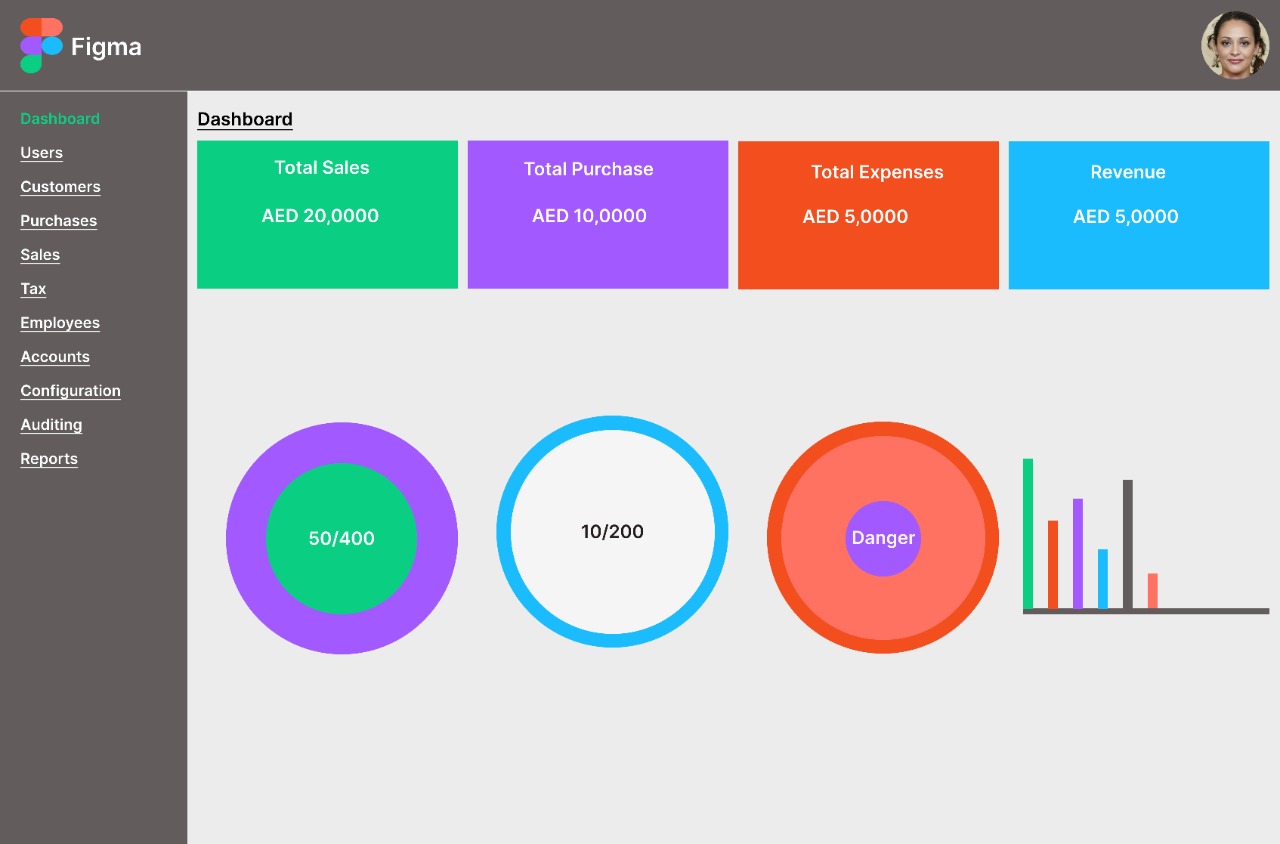 Figma
Dashboard
Users
Customers
Purchases
Sales
Tax
Employees
Accounts
Configuration
Auditing
Reports
Dashboard
Total Sales
AED 20,0000
Total Purchase
AED 10,0000
Total Expenses
AED 5,0000
Revenue
AED 5,0000
50/400
10/200
Danger